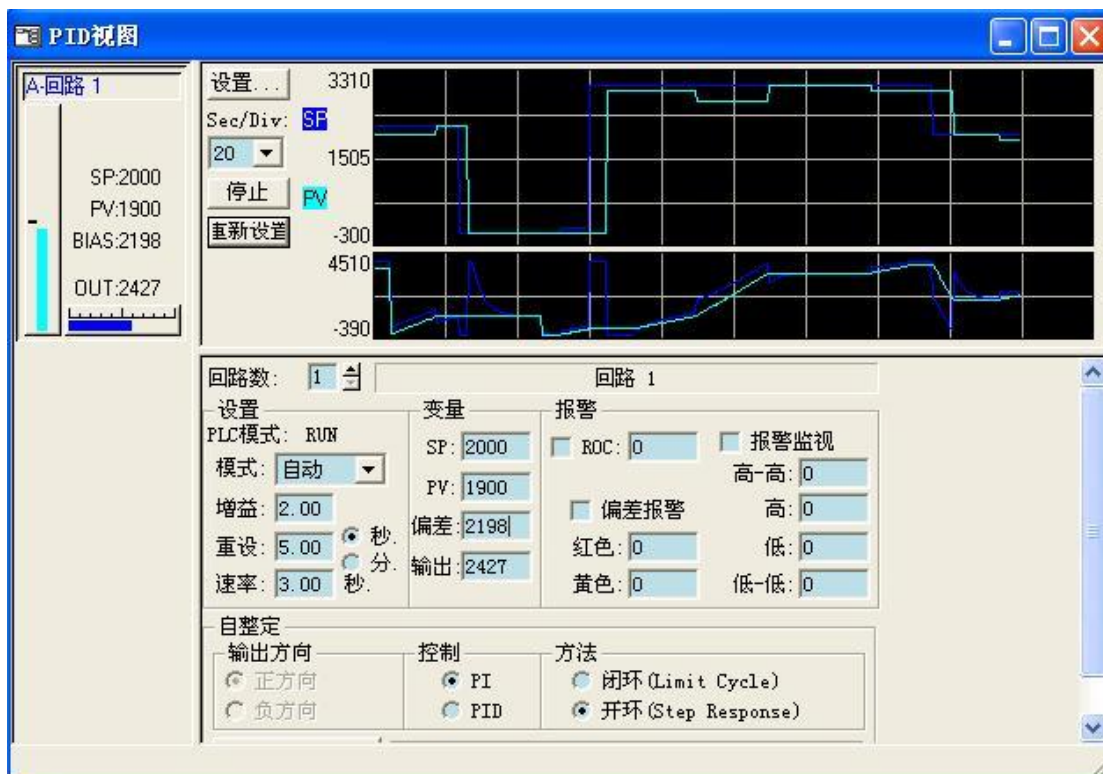 PID视图
A-回路 1
SP:2000
PV:1900
BIAS:2198
OUT:2427
设置...
Sec/Div:
20
停止
重新设置
SP
PV
3310
1505
-300
4510
-390
回路数: 1
回路 1
设置
PLC模式: RUN
模式: 自动
增益: 2.00
重设: 5.00
秒.
分.
速率: 3.00 秒.
变量
SP: 2000
PV: 1900
偏差: 2198
输出: 2427
报警
ROC: 0
偏差报警
红色: 0
黄色: 0
报警监视
高-高: 0
高: 0
低: 0
低-低: 0
自整定
输出方向
正方向
负方向
控制
PI
PID
方法
闭环(Limit Cycle)
开环(Step Response)